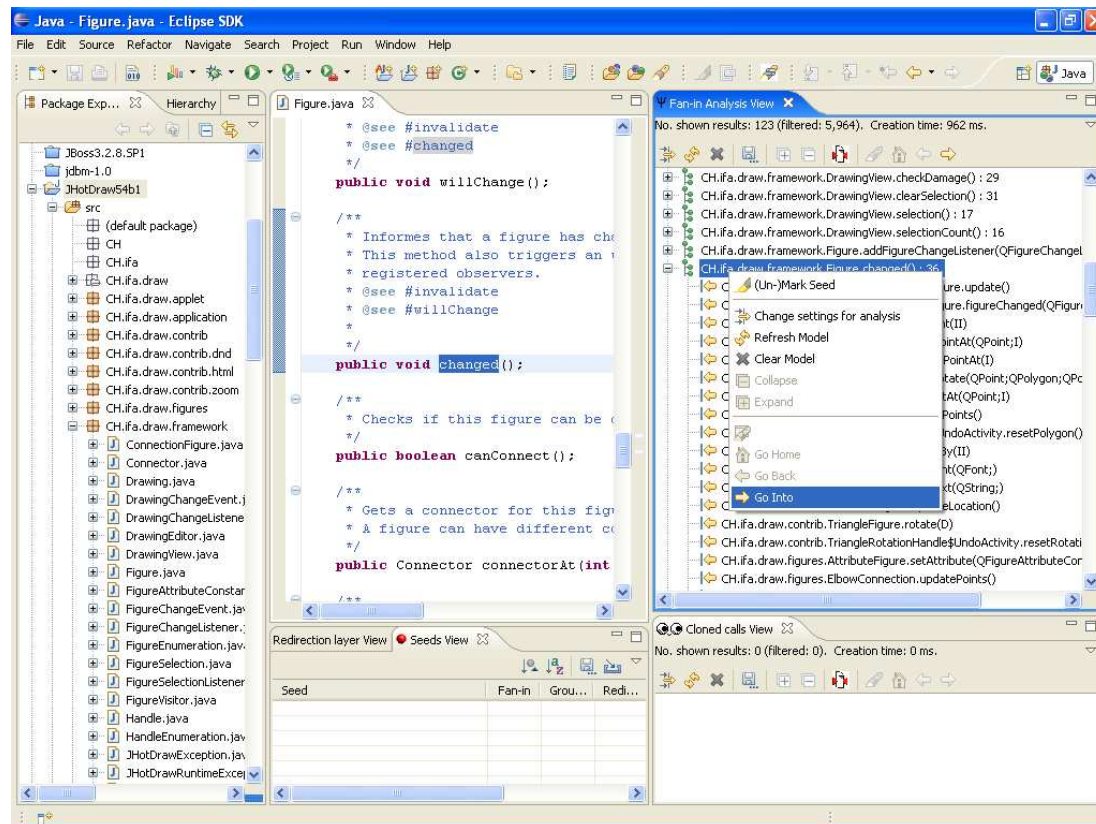 Java - Figure.java - Eclipse SDK
File Edit Source Refactor Navigate Search Project Run Window Help
Java
Package Exp...
Hierarchy
JBoss3.2.8.SP1
jdbm-1.0
JHotDraw54b1
src
(default package)
CH
CH.ifa
CH.ifa.draw
CH.ifa.draw.applet
CH.ifa.draw.application
CH.ifa.draw.contrib
CH.ifa.draw.contrib.dnd
CH.ifa.draw.contrib.html
CH.ifa.draw.contrib.zoom
CH.ifa.draw.figures
CH.ifa.draw.framework
ConnectionFigure.java
Connector.java
Drawing.java
DrawingChangeEvent.j
DrawingChangeListene
DrawingEditor.java
DrawingView.java
Figure.java
FigureAttributeConstar
FigureChangeEvent.jav
FigureChangeListener.
FigureEnumeration.jav
FigureSelection.java
FigureSelectionListener
FigureVisitor.java
Handle.java
HandleEnumeration.jav
JHotDrawException.jav
JHotDrawRuntimeExcep
Figure.java
* @see #invalidate
* @see #changed
*/
public void willChange();
/**
* Informes that a figure has cha
* This method also triggers an u
* registered observers.
* @see #invalidate
* @see #willChange
*
*/
public void changed();
/**
* Checks if this figure can be c
*/
public boolean canConnect();
/**
* Gets a connector for this figu
* A figure can have different co
*/
public Connector connectorAt(int
/**
Redirection layer View
Seeds View
Seed Fan-in Grou... Redi...
Fan-in Analysis View
No. shown results: 123 (filtered: 5,964). Creation time: 962 ms.
CH.ifa.draw.framework.DrawingView.checkDamage() : 29
CH.ifa.draw.framework.DrawingView.clearSelection() : 31
CH.ifa.draw.framework.DrawingView.selection() : 17
CH.ifa.draw.framework.DrawingView.selectionCount() : 16
CH.ifa.draw.framework.Figure.addFigureChangeListener(QFigureChangeL
CH.ifa.draw.framework.Figure.changed() : 36
ure.update()
ure.figureChanged(QFigure
nt(II)
ointAt(QPoint;I)
PointAt(I)
tate(QPoint;QPolygon;QPo
tAt(QPoint;I)
Points()
ndoActivity.resetPolygon()
By(II)
nt(QFont;)
xt(QString;)
eLocation()
CH.ifa.draw.contrib.TriangleFigure.rotate(D)
CH.ifa.draw.contrib.TriangleRotationHandle$UndoActivity.resetRotati
CH.ifa.draw.figures.AttributeFigure.setAttribute(QFigureAttributeCor
CH.ifa.draw.figures.ElbowConnection.updatePoints()
(Un-)Mark Seed
Change settings for analysis
Refresh Model
Clear Model
Collapse
Expand
Go Home
Go Back
Go Into
Cloned calls View
No. shown results: 0 (filtered: 0). Creation time: 0 ms.